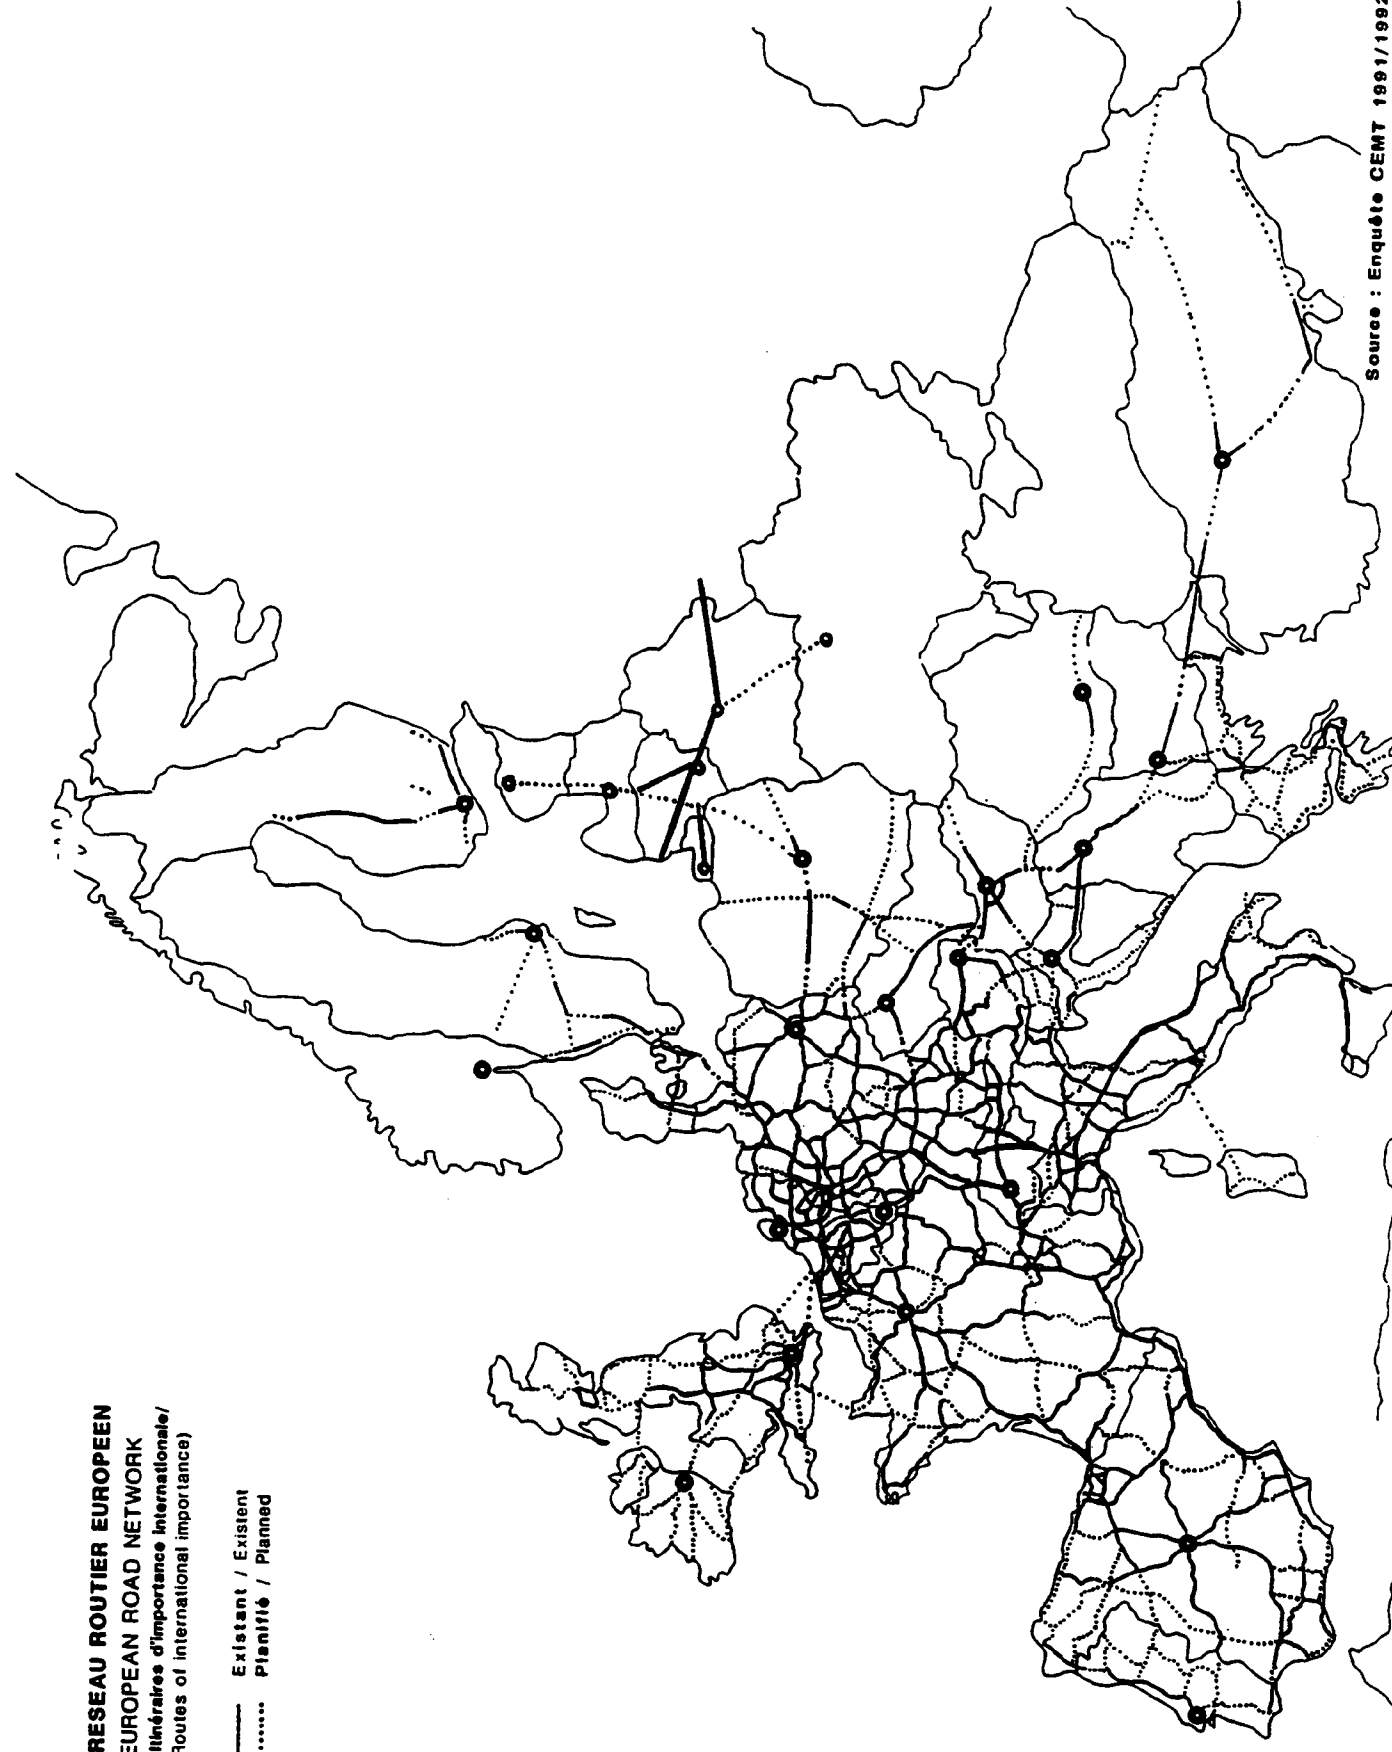 RESEAU ROUTIER EUROPEEN
EUROPEAN ROAD NETWORK
Itinéraires d'importance internationale/
Routes of international importance)
Existant / Existent
Planifié / Planned
Source : Enquête CEMT 1991/1992